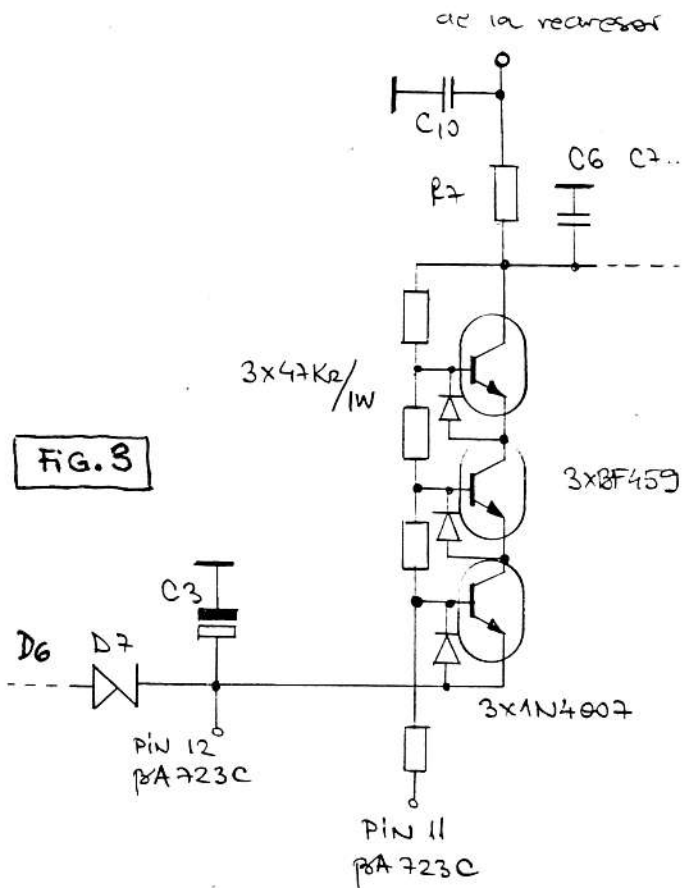 de la redresor
C10
R7
C6 C7..
3x47KΩ/1W
FIG. 3
3xBF459
C3
D6
D7
3x1N4007
PIN 12
βA723C
PIN 11
βA723C